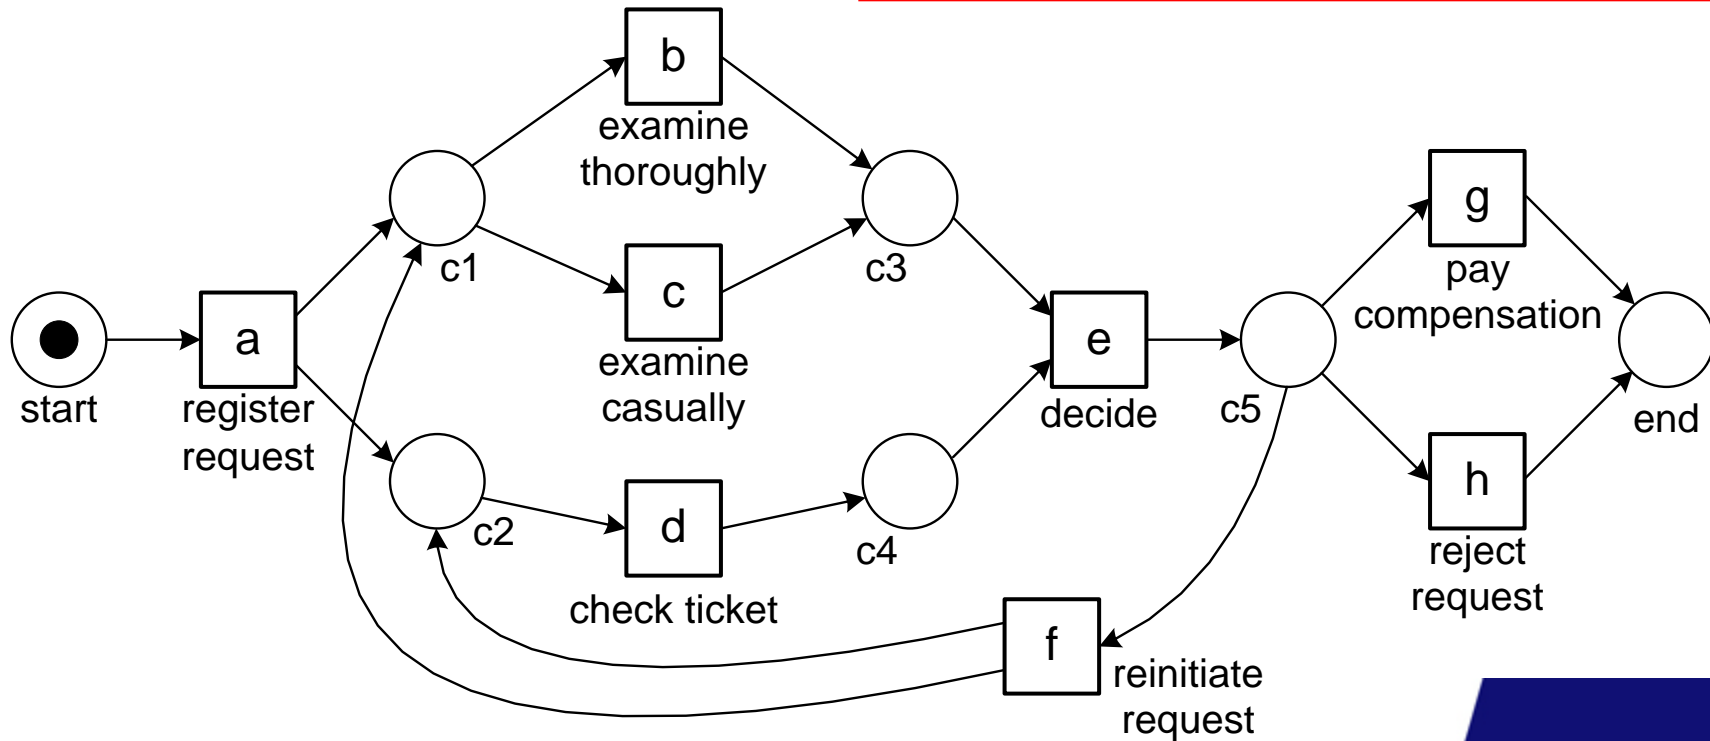 b
examine
thoroughly
c1
c
examine
casually
c3
start
a
register
request
c2
d
check ticket
c4
e
decide
c5
f
reinitiate
request
g
pay
compensation
h
reject
request
end